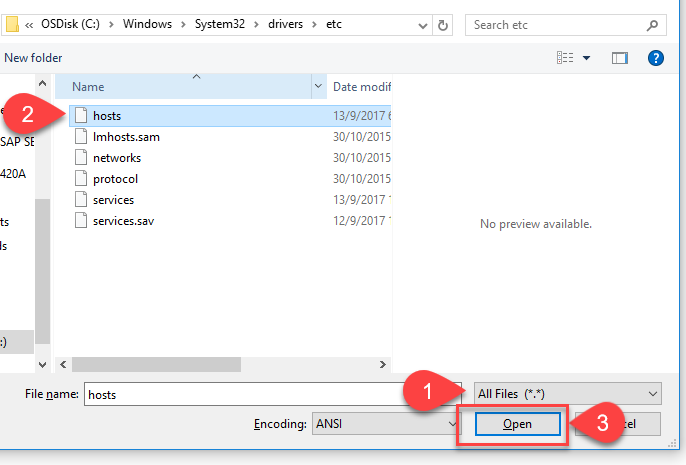 « OSDisk (C:) > Windows > System32 > drivers > etc
Search etc
New folder
?
Name
Date modif
2
hosts
13/9/2017 6
SAP SE
lmhosts.sam
30/10/2015
networks
30/10/2015
420A
protocol
30/10/2015
services
13/9/2017 1
ts
services.sav
12/9/2017 1
No preview available.
ls
:)
File name:
hosts
1
All Files (*.*)
Encoding:
ANSI
Open
3
cel